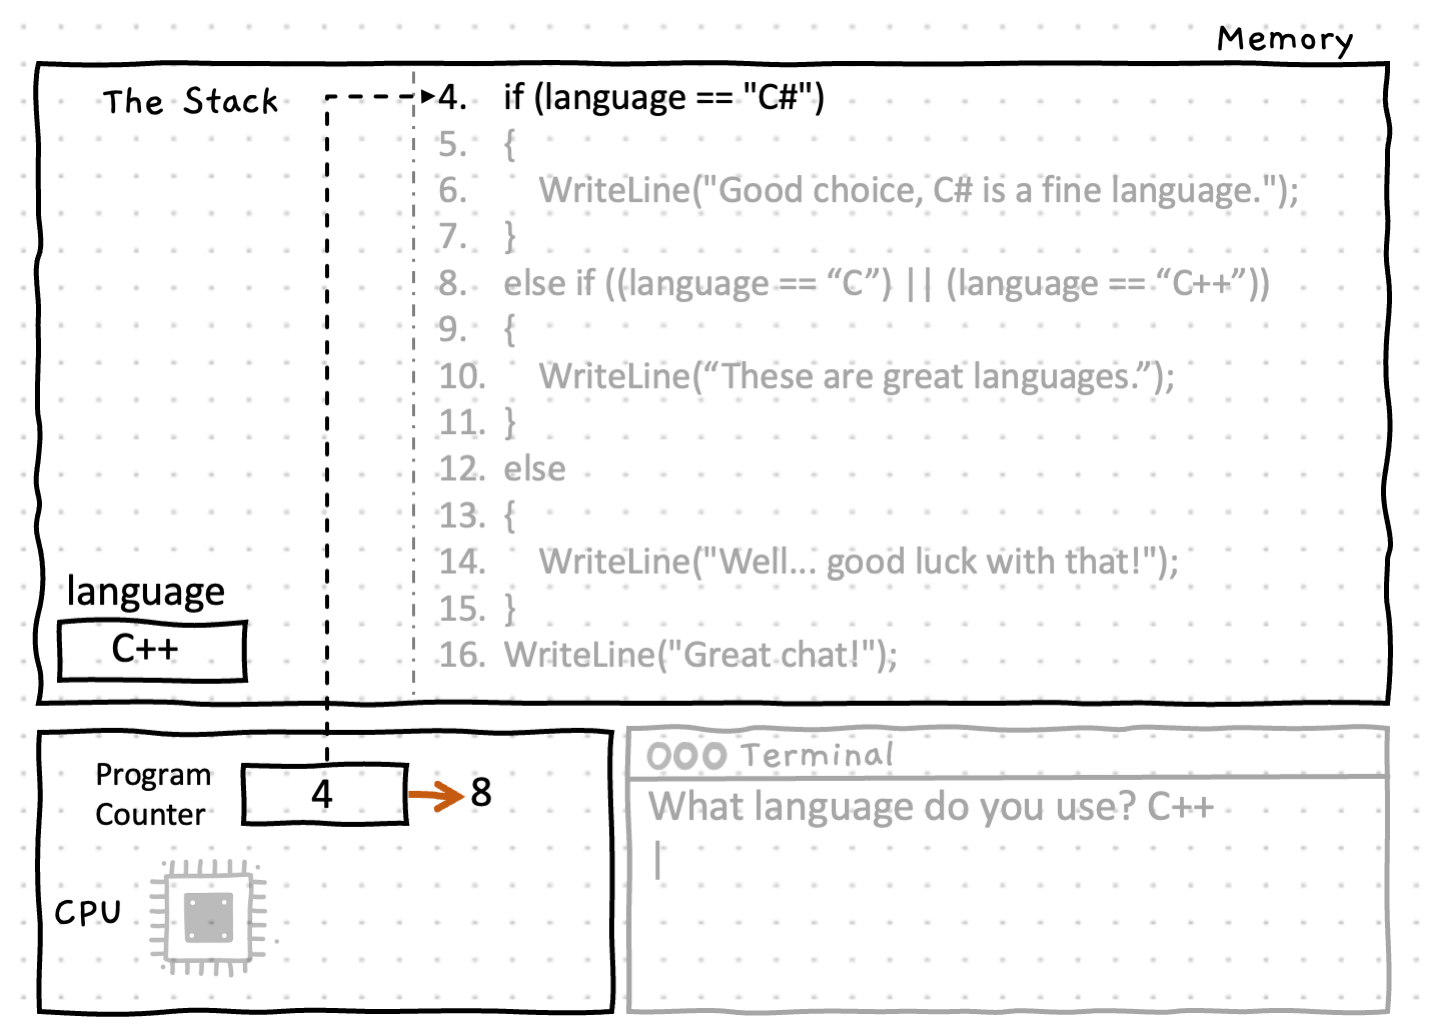 Memory
The Stack
4. if (language == "C#")
5. {
6. WriteLine("Good choice, C# is a fine language.");
7. }
8. else if ((language == “C”) || (language == “C++”))
9. {
10. WriteLine(“These are great languages.”);
11. }
12. else
13. {
14. WriteLine("Well... good luck with that!");
15. }
16. WriteLine("Great chat!");
language
C++
Program
Counter
4
8
CPU
Terminal
What language do you use? C++